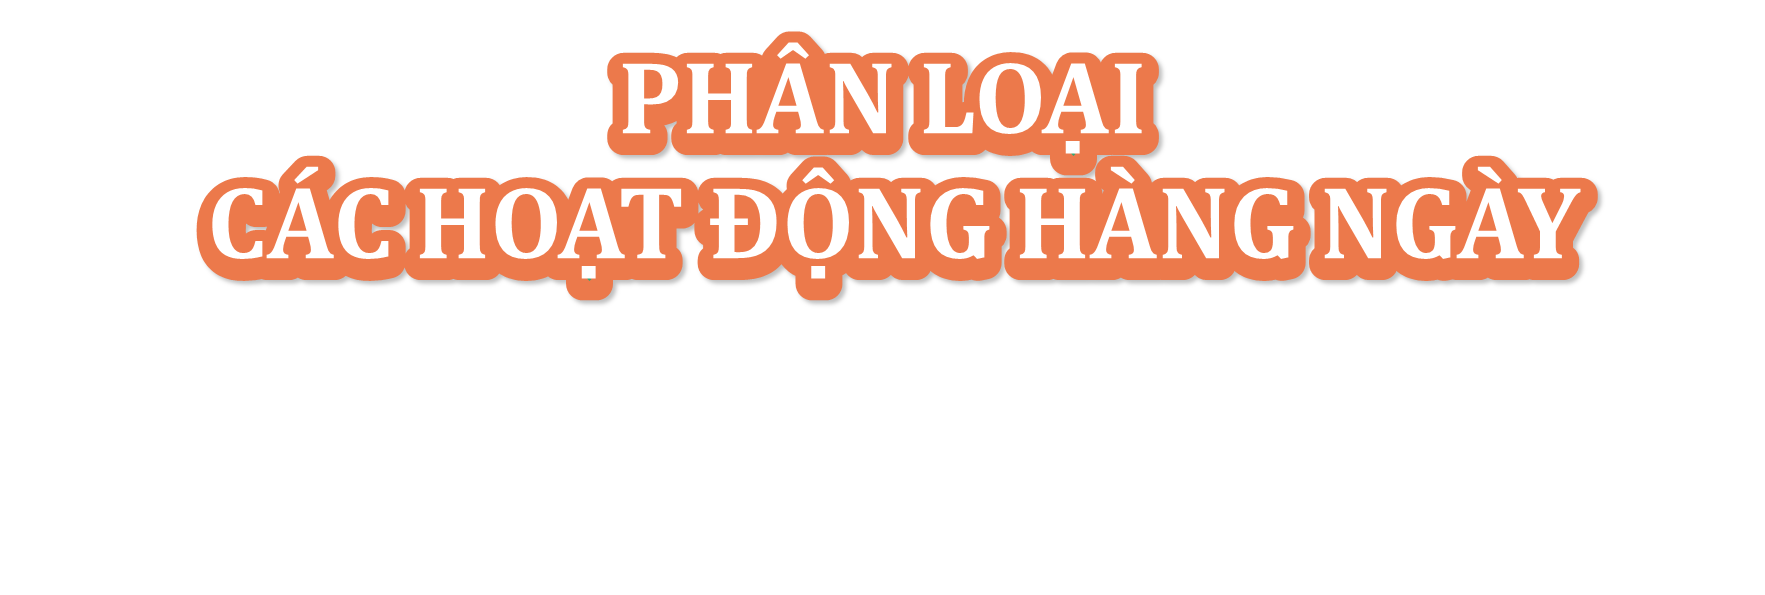 PHÂN LOẠI
CÁC HOẠT ĐỘNG HÀNG NGÀY